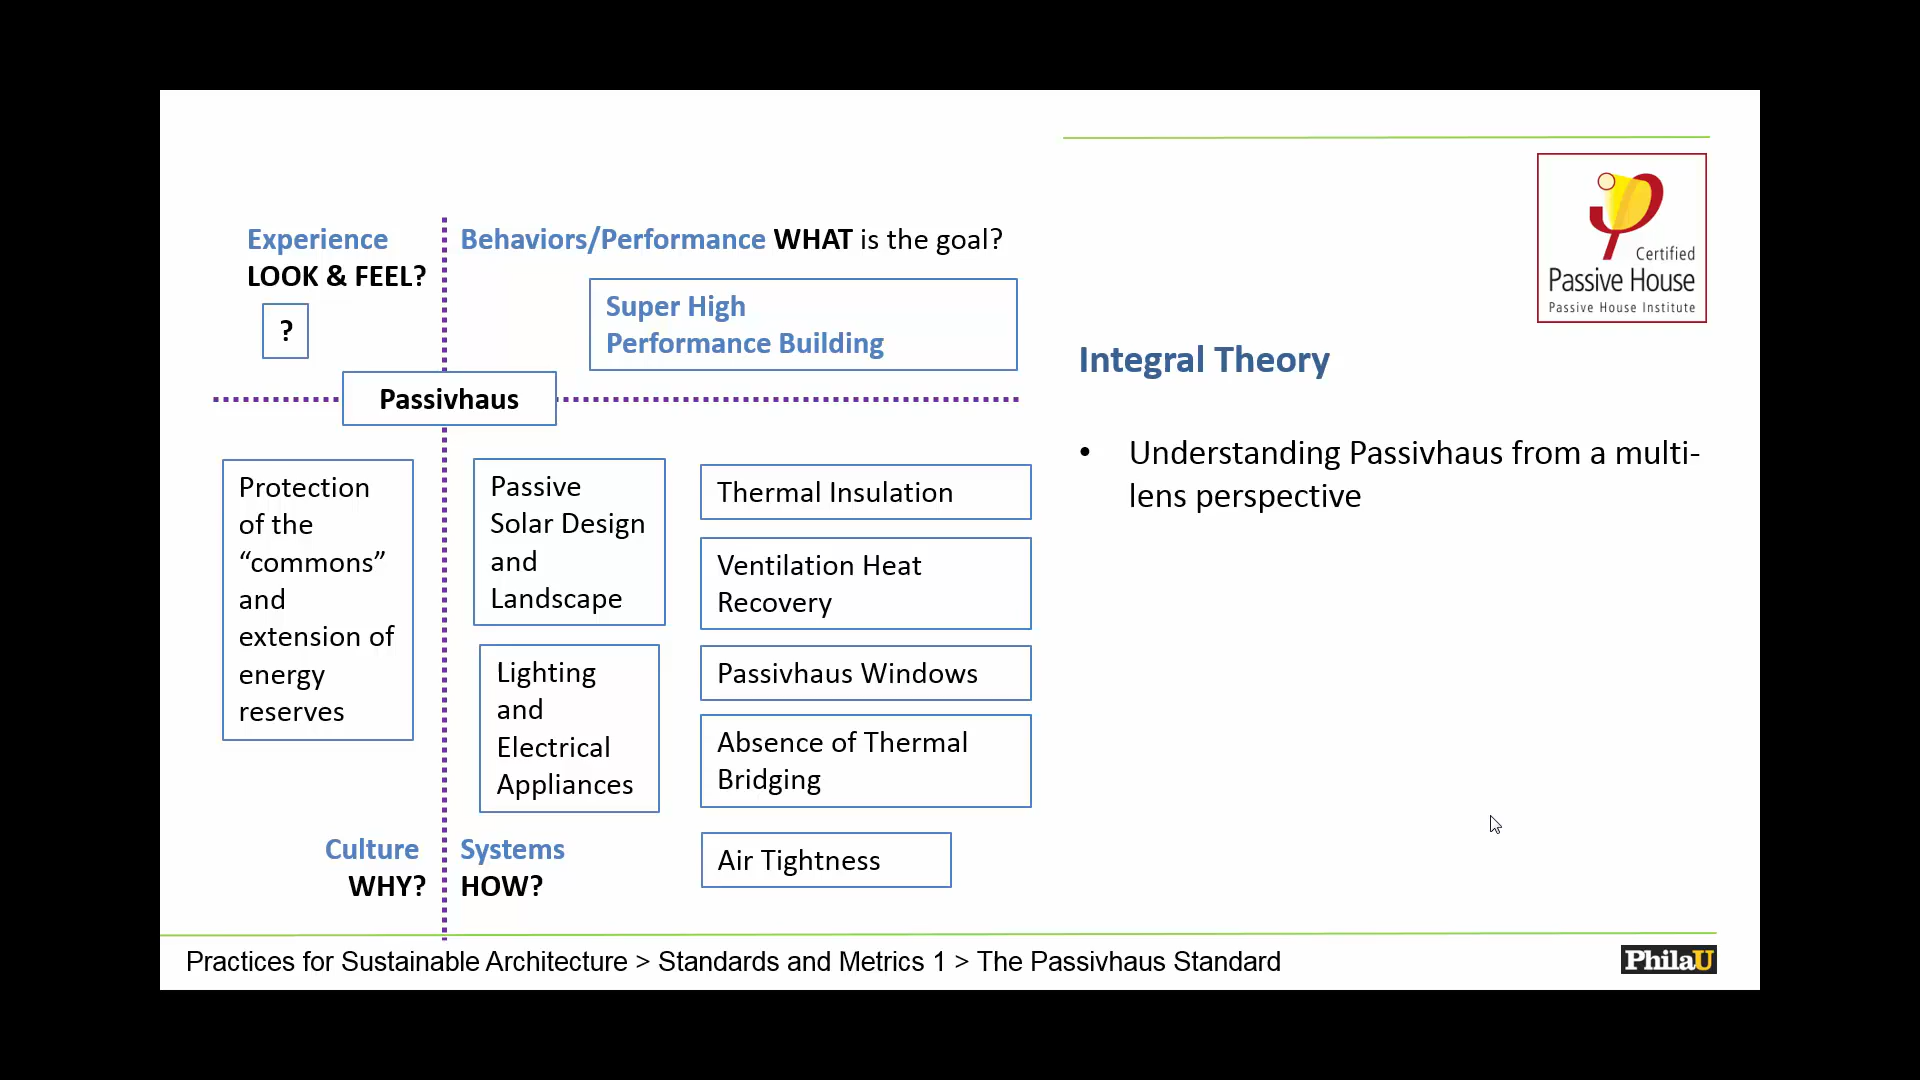 Experience
LOOK & FEEL?
?
Behaviors/Performance WHAT is the goal?
Super High
Performance Building
Passivhaus
Protection
of the
“commons”
and
extension of
energy
reserves
Passive
Solar Design
and
Landscape
Lighting
and
Electrical
Appliances
Thermal Insulation
Ventilation Heat
Recovery
Passivhaus Windows
Absence of Thermal
Bridging
Air Tightness
Culture
WHY?
Systems
HOW?
Certified
Passive House
Passive House Institute
Integral Theory
• Understanding Passivhaus from a multi-
lens perspective
Practices for Sustainable Architecture > Standards and Metrics 1 > The Passivhaus Standard
PhilaU